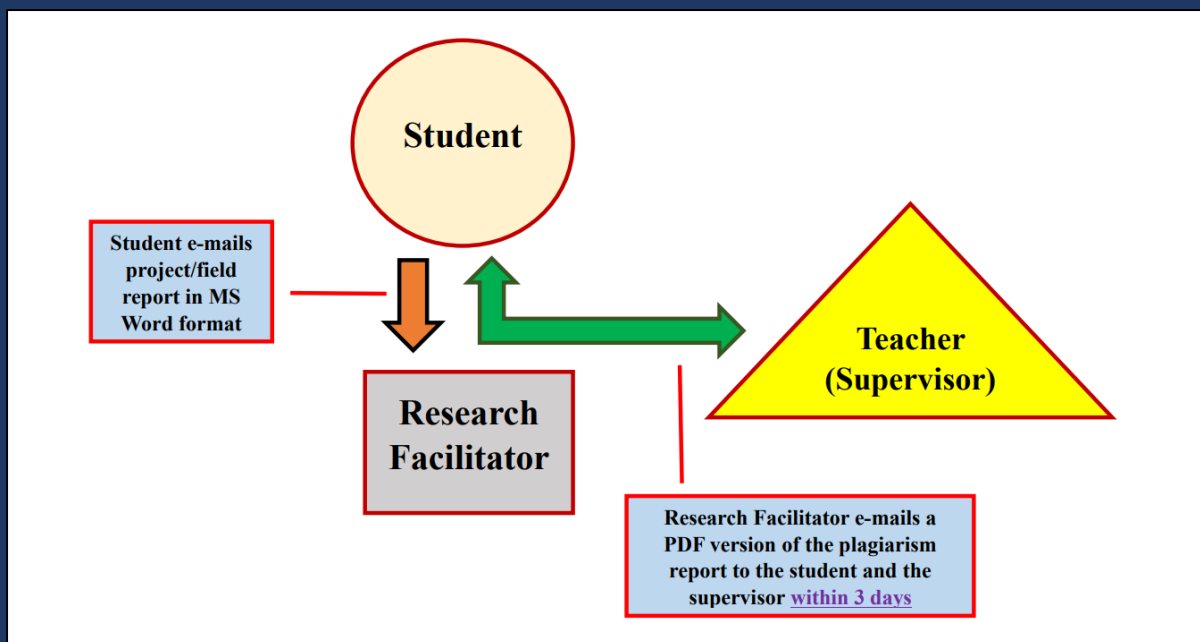 Student
Student e-mails
project/field
report in MS
Word format
Teacher
(Supervisor)
Research
Facilitator
Research Facilitator e-mails a
PDF version of the plagiarism
report to the student and the
supervisor within 3 days